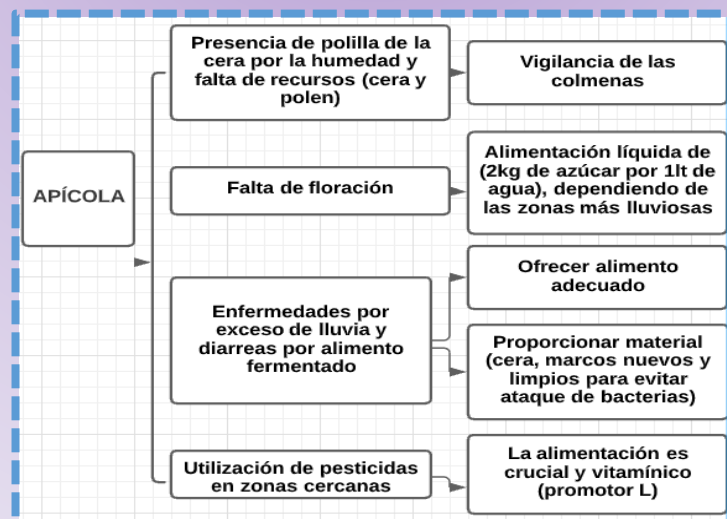 Presencia de polilla de la
cera por la humedad y
falta de recursos (cera y
polen)
Vigilancia de las
colmenas
APÍCOLA
Falta de floración
Alimentación líquida de
(2kg de azúcar por 1lt de
agua), dependiendo de
las zonas más lluviosas
Enfermedades por
exceso de lluvia y
diarreas por alimento
fermentado
Ofrecer alimento
adecuado
Proporcionar material
(cera, marcos nuevos y
limpios para evitar
ataque de bacterias)
Utilización de pesticidas
en zonas cercanas
La alimentación es
crucial y vitamínico
(promotor L)